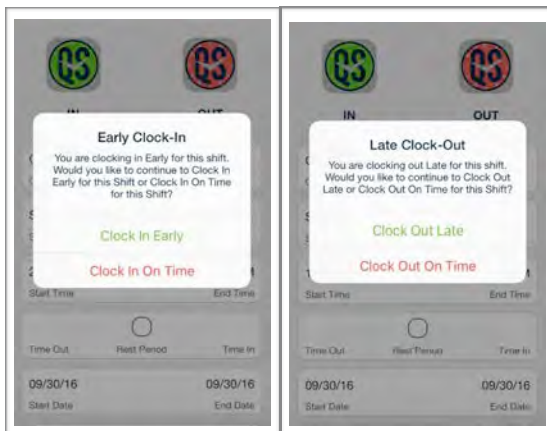 QS
QS
OUT
Early Clock-In
You are clocking in Early for this shift.
Would you like to continue to Clock In
Early for this Shift or Clock In On Time
for this Shift?
Clock In Early
Clock In On Time
Start Time
End Time
Time Out
Rest Period
Time In
09/30/16
09/30/16
Start Date
End Date
QS
QS
IN
OUT
Late Clock-Out
You are clocking out Late for this shift.
Would you like to continue to Clock Out
Late or Clock Out On Time for this Shift?
Clock Out Late
Clock Out On Time
Start Time
End Time
Time Out
Rest Period
Time In
09/30/16
09/30/16
Start Date
End Date